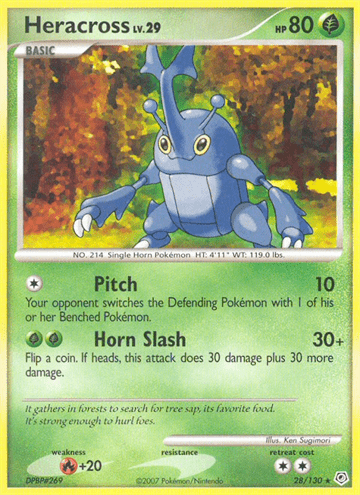 Heracross LV.29 HP 80
BASIC
NO. 214 Single Horn Pokémon HT: 4'11" WT: 119.0 lbs.
Pitch 10
Your opponent switches the Defending Pokémon with 1 of his
or her Benched Pokémon.
Horn Slash 30+
Flip a coin. If heads, this attack does 30 damage plus 30 more
damage.
It gathers in forests to search for tree sap, its favorite food.
It's strong enough to hurl foes.
Illus. Ken Sugimori
weakness resistance retreat cost
+20
DPBP#269 ©2007 Pokémon/Nintendo 28/130 ★